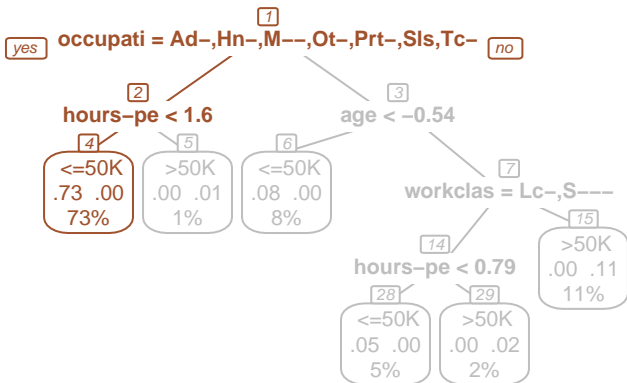 1
yes occupati = Ad−,Hn−,M−−,Ot−,Prt−,Sls,Tc− no
2 3
hours−pe < 1.6 age < −0.54
4 5 6 7
<=50K >50K <=50K
.73 .00 .00 .01 .08 .00 workclas = Lc−,S−−−
73% 1% 8%
14 15
hours−pe < 0.79 >50K
.00 .11
11%
28 29
<=50K >50K
.05 .00 .00 .02
5% 2%